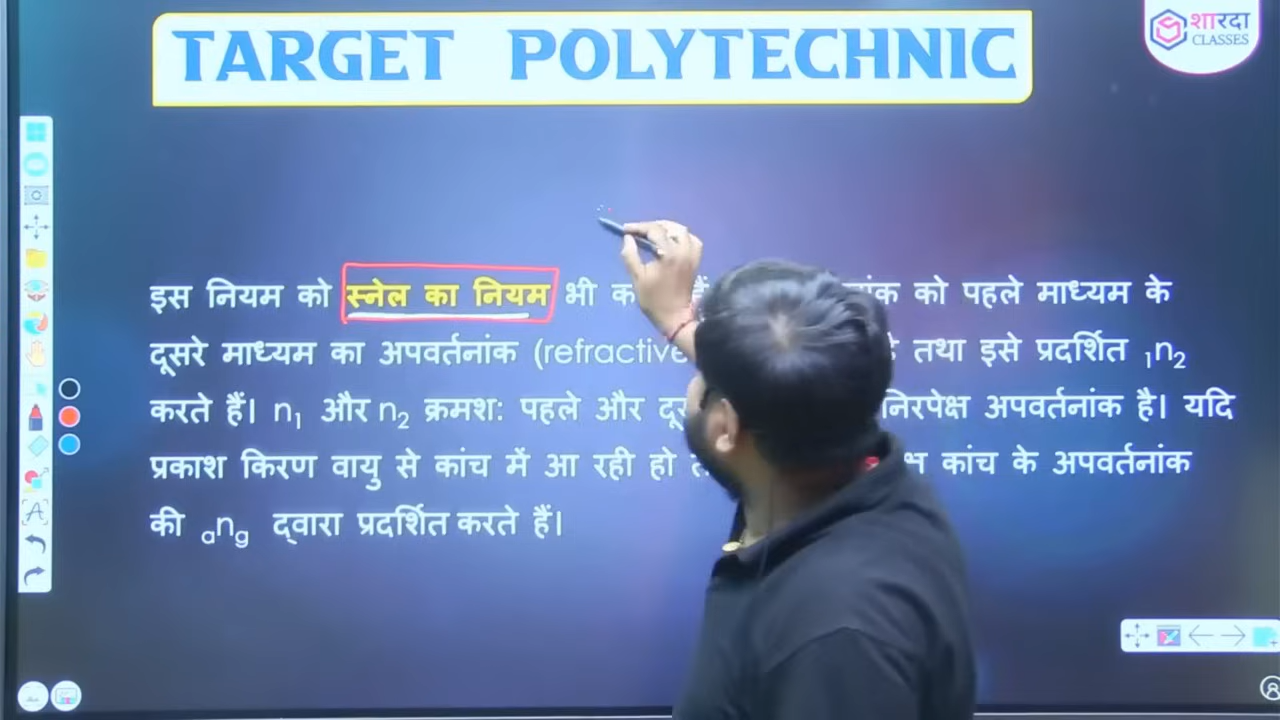 TARGET POLYTECHNIC
शारदा
CLASSES
इस नियम को स्नेल का नियम भी को पहले माध्यम के
दूसरे माध्यम का अपवर्तनांक (refractive तथा इसे प्रदर्शित ₁n₂
करते हैं। n₁ और n₂ क्रमश: पहले और निरपेक्ष अपवर्तनांक है। यदि
प्रकाश किरण वायु से कांच में आ रही हो कांच के अपवर्तनांक
की ₐn_g द्वारा प्रदर्शित करते हैं।